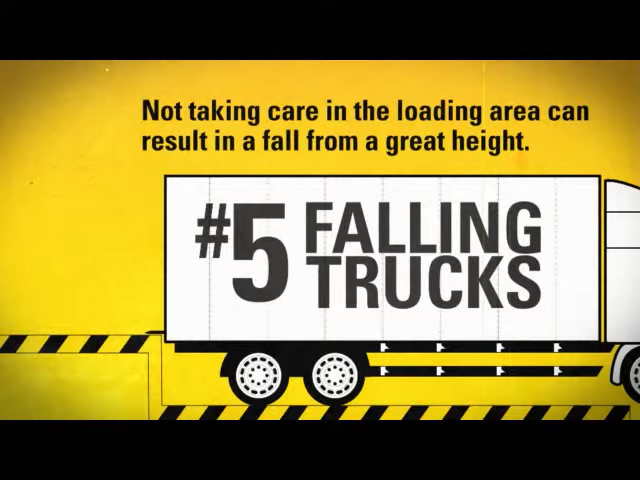 Not taking care in the loading area can
result in a fall from a great height.
#5 FALLING
TRUCKS